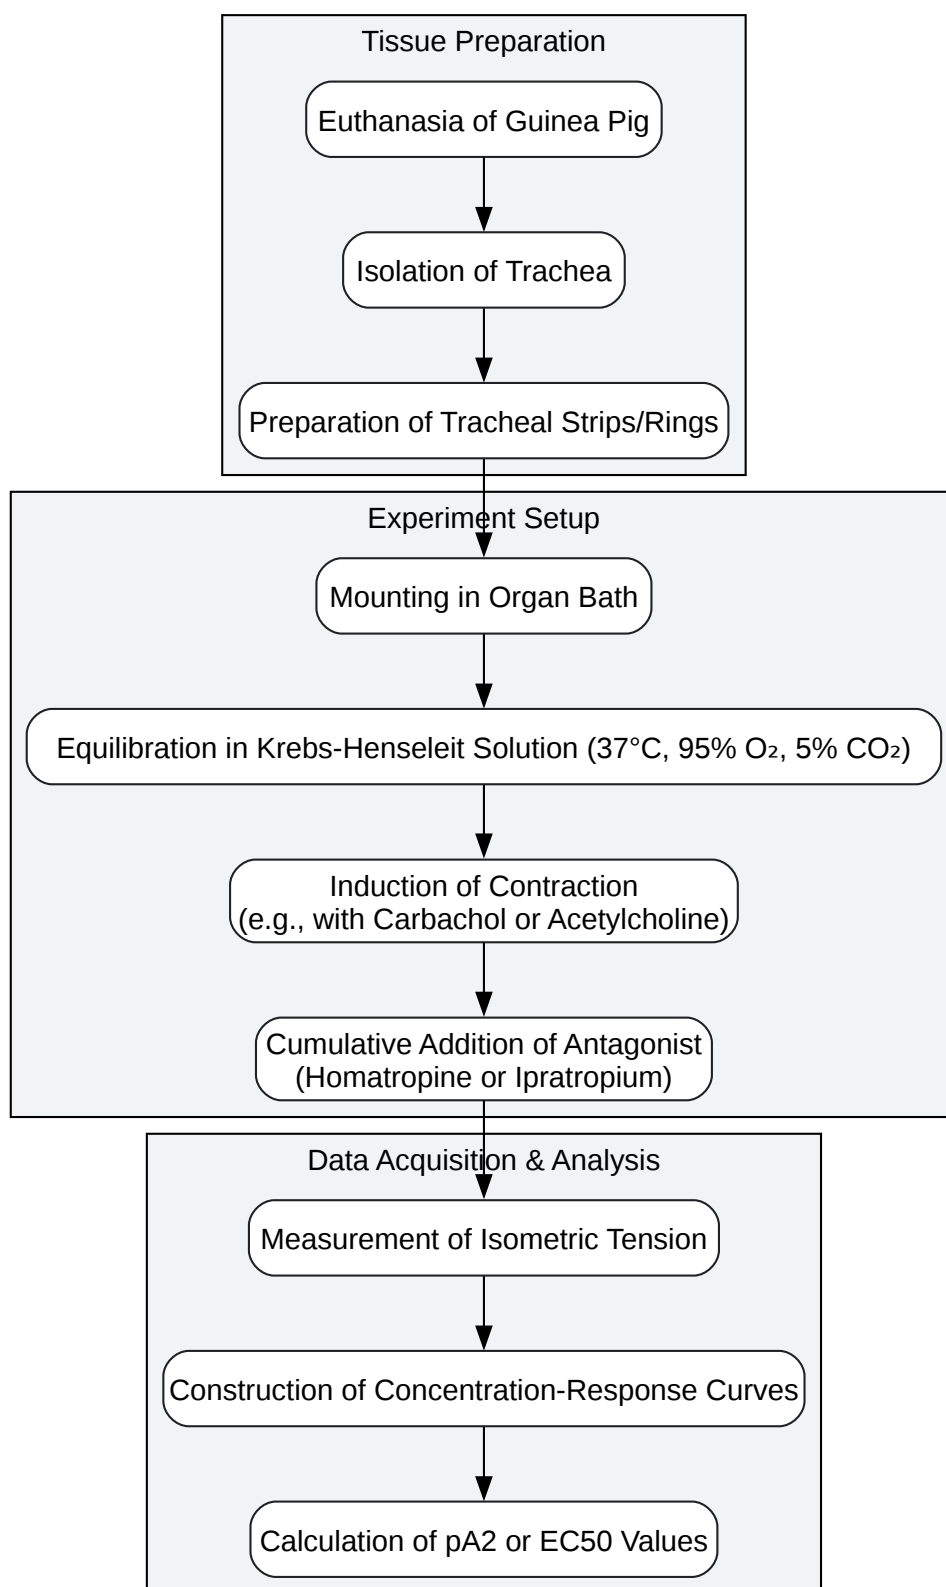 Tissue Preparation
Euthanasia of Guinea Pig
Isolation of Trachea
Preparation of Tracheal Strips/Rings
Experiment Setup
Mounting in Organ Bath
Equilibration in Krebs-Henseleit Solution (37°C, 95% O₂, 5% CO₂)
Induction of Contraction
(e.g., with Carbachol or Acetylcholine)
Cumulative Addition of Antagonist
(Homatropine or Ipratropium)
Data Acquisition & Analysis
Measurement of Isometric Tension
Construction of Concentration-Response Curves
Calculation of pA2 or EC50 Values